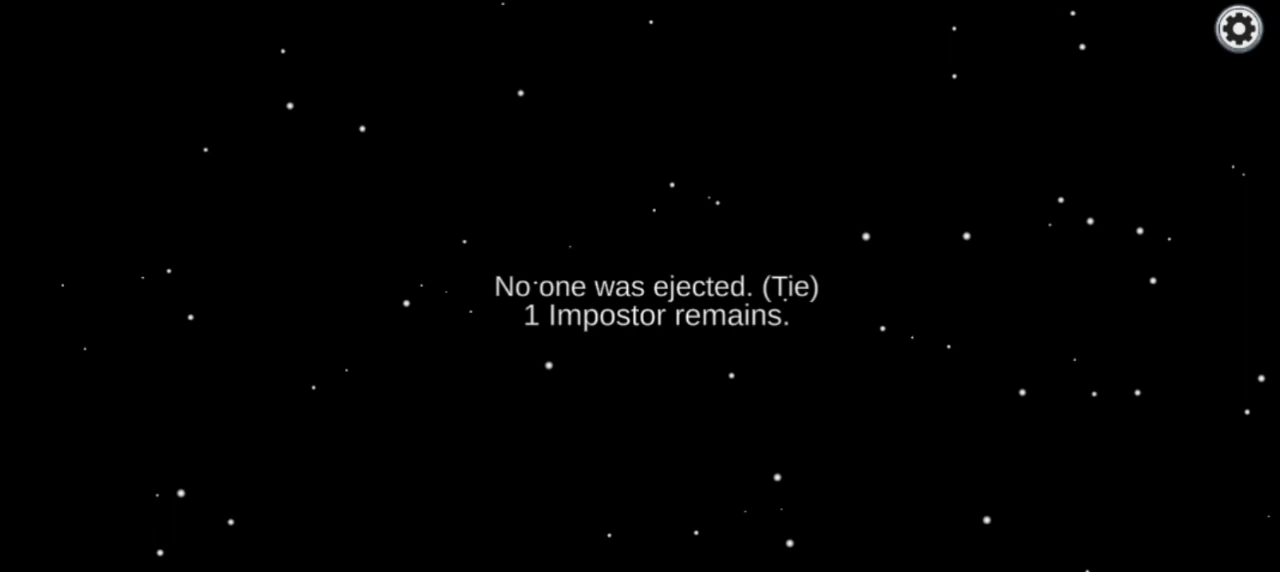 No one was ejected. (Tie)
1 Impostor remains.